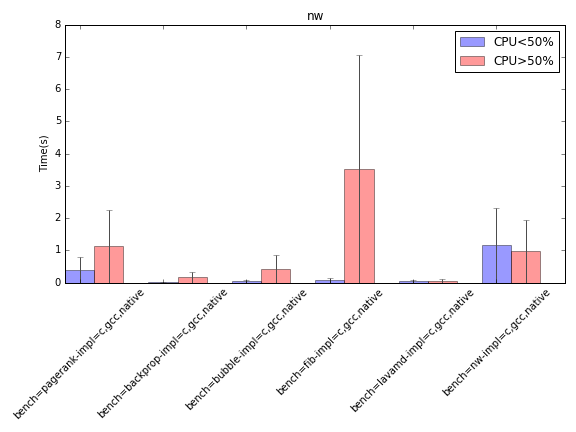 nw
CPU<50%
CPU>50%
Time(s)
8
7
6
5
4
3
2
1
0
bench=pagerank-impl=c,gcc,native
bench=backprop-impl=c,gcc,native
bench=bubble-impl=c,gcc,native
bench=fib-impl=c,gcc,native
bench=lavamd-impl=c,gcc,native
bench=nw-impl=c,gcc,native